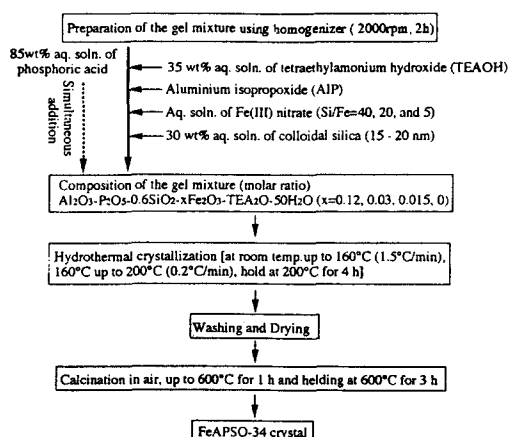 Preparation of the gel mixture using homogenizer ( 2000rpm, 2h)
85wt% aq. soln. of
phosphoric acid
Simultaneous
addition
35 wt% aq. soln. of tetraethylamonium hydroxide (TEAOH)
Aluminium isopropoxide (AIP)
Aq. soln. of Fe(III) nitrate (Si/Fe=40, 20, and 5)
30 wt% aq. soln. of colloidal silica (15 - 20 nm)
Composition of the gel mixture (molar ratio)
Al2O3-P2O5-0.6SiO2-xFe2O3-TEA2O-50H2O (x=0.12, 0.03, 0.015, 0)
Hydrothermal crystallization [at room temp.up to 160°C (1.5°C/min),
160°C up to 200°C (0.2°C/min), hold at 200°C for 4 h]
Washing and Drying
Calcination in air, up to 600°C for 1 h and helding at 600°C for 3 h
FeAPSO-34 crystal